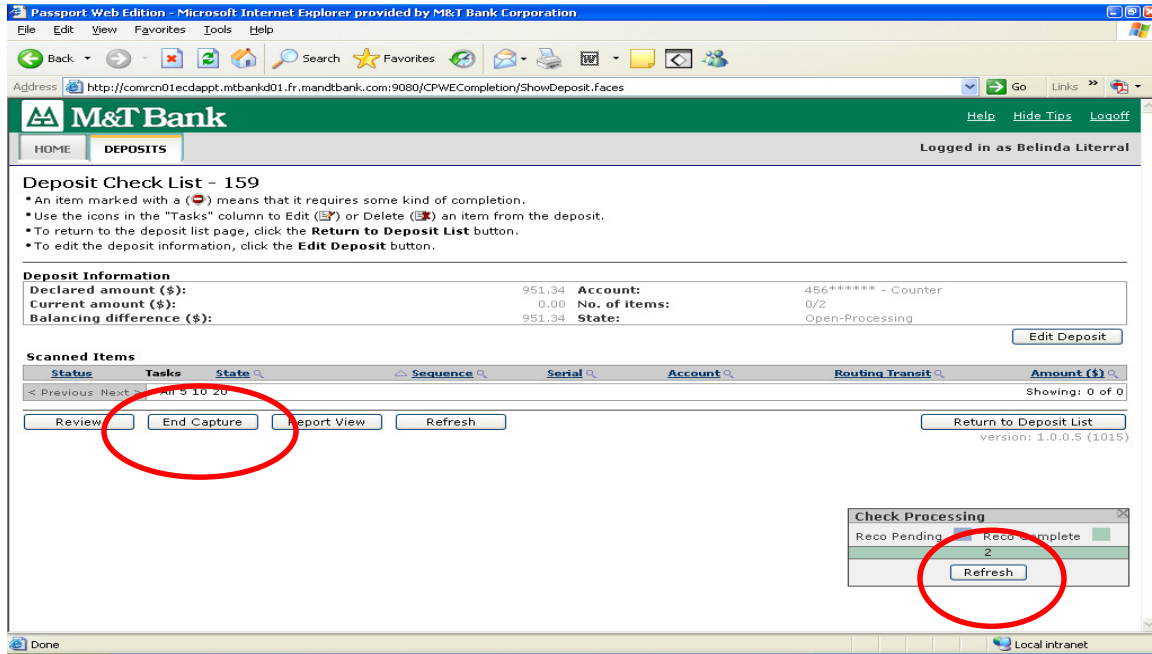 Passport Web Edition - Microsoft Internet Explorer provided by M&T Bank Corporation
File Edit View Favorites Tools Help
Back Search Favorites
Address http://comrcn01ecdappt.mtbankd01.fr.mandtbank.com:9080/CPWECompletion/ShowDeposit.faces Go Links »
M&T Bank Help Hide Tips Logoff
HOME DEPOSITS Logged in as Belinda Literral
Deposit Check List - 159
• An item marked with a ( ) means that it requires some kind of completion.
• Use the icons in the "Tasks" column to Edit ( ) or Delete ( ) an item from the deposit.
• To return to the deposit list page, click the Return to Deposit List button.
• To edit the deposit information, click the Edit Deposit button.
Deposit Information
Declared amount ($): 951.34 Account: 456****** - Counter
Current amount ($): 0.00 No. of items: 0/2
Balancing difference ($): 951.34 State: Open-Processing
Edit Deposit
Scanned Items
Status Tasks State Sequence Serial Account Routing Transit Amount ($)
< Previous Next > All 5 10 20 Showing: 0 of 0
Review End Capture Report View Refresh Return to Deposit List
version: 1.0.0.5 (1015)
Check Processing
Reco Pending Reco Complete
2
Refresh
Done Local intranet